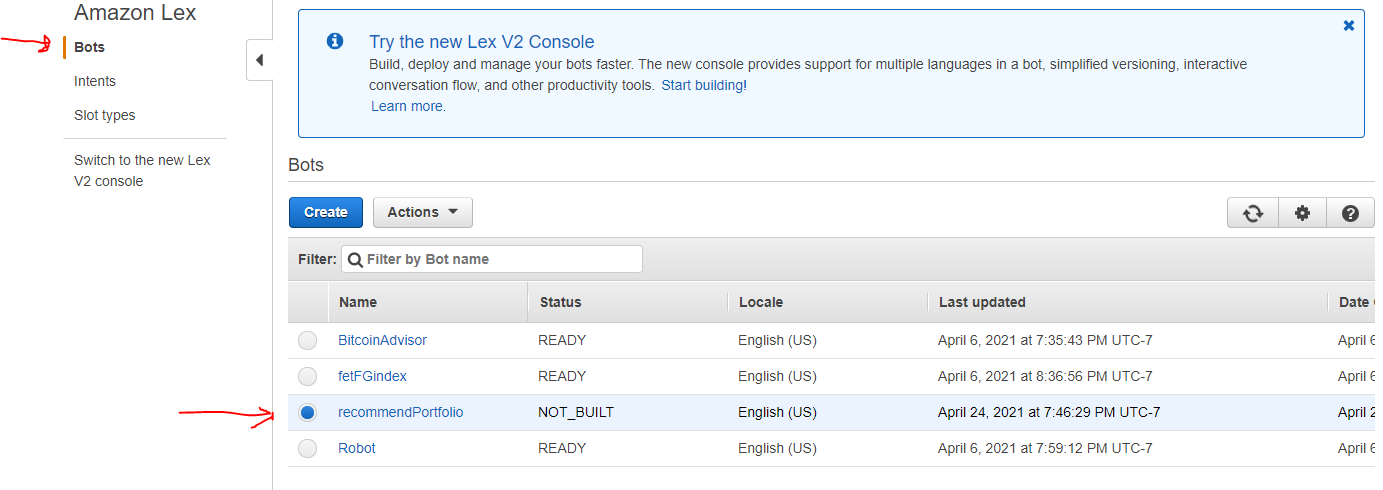 Amazon Lex
Bots
Intents
Slot types
Switch to the new Lex
V2 console
Try the new Lex V2 Console
Build, deploy and manage your bots faster. The new console provides support for multiple languages in a bot, simplified versioning, interactive
conversation flow, and other productivity tools. Start building!
Learn more.
Bots
Create Actions
Filter: Filter by Bot name
Name Status Locale Last updated Date
BitcoinAdvisor READY English (US) April 6, 2021 at 7:35:43 PM UTC-7 April 6
fetFGindex READY English (US) April 6, 2021 at 8:36:56 PM UTC-7 April 6
recommendPortfolio NOT_BUILT English (US) April 24, 2021 at 7:46:29 PM UTC-7 April 2
Robot READY English (US) April 6, 2021 at 7:59:12 PM UTC-7 April 6